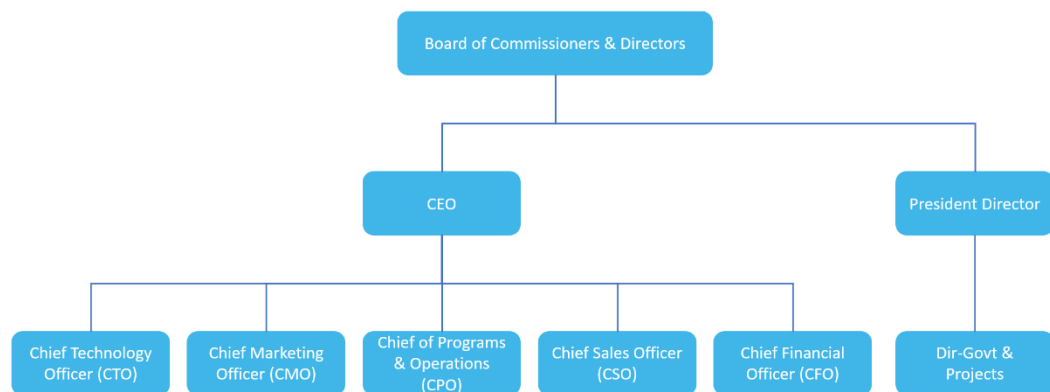 Board of Commissioners & Directors
CEO
President Director
Chief Technology
Officer (CTO)
Chief Marketing
Officer (CMO)
Chief of Programs
& Operations
(CPO)
Chief Sales Officer
(CSO)
Chief Financial
Officer (CFO)
Dir-Govt &
Projects